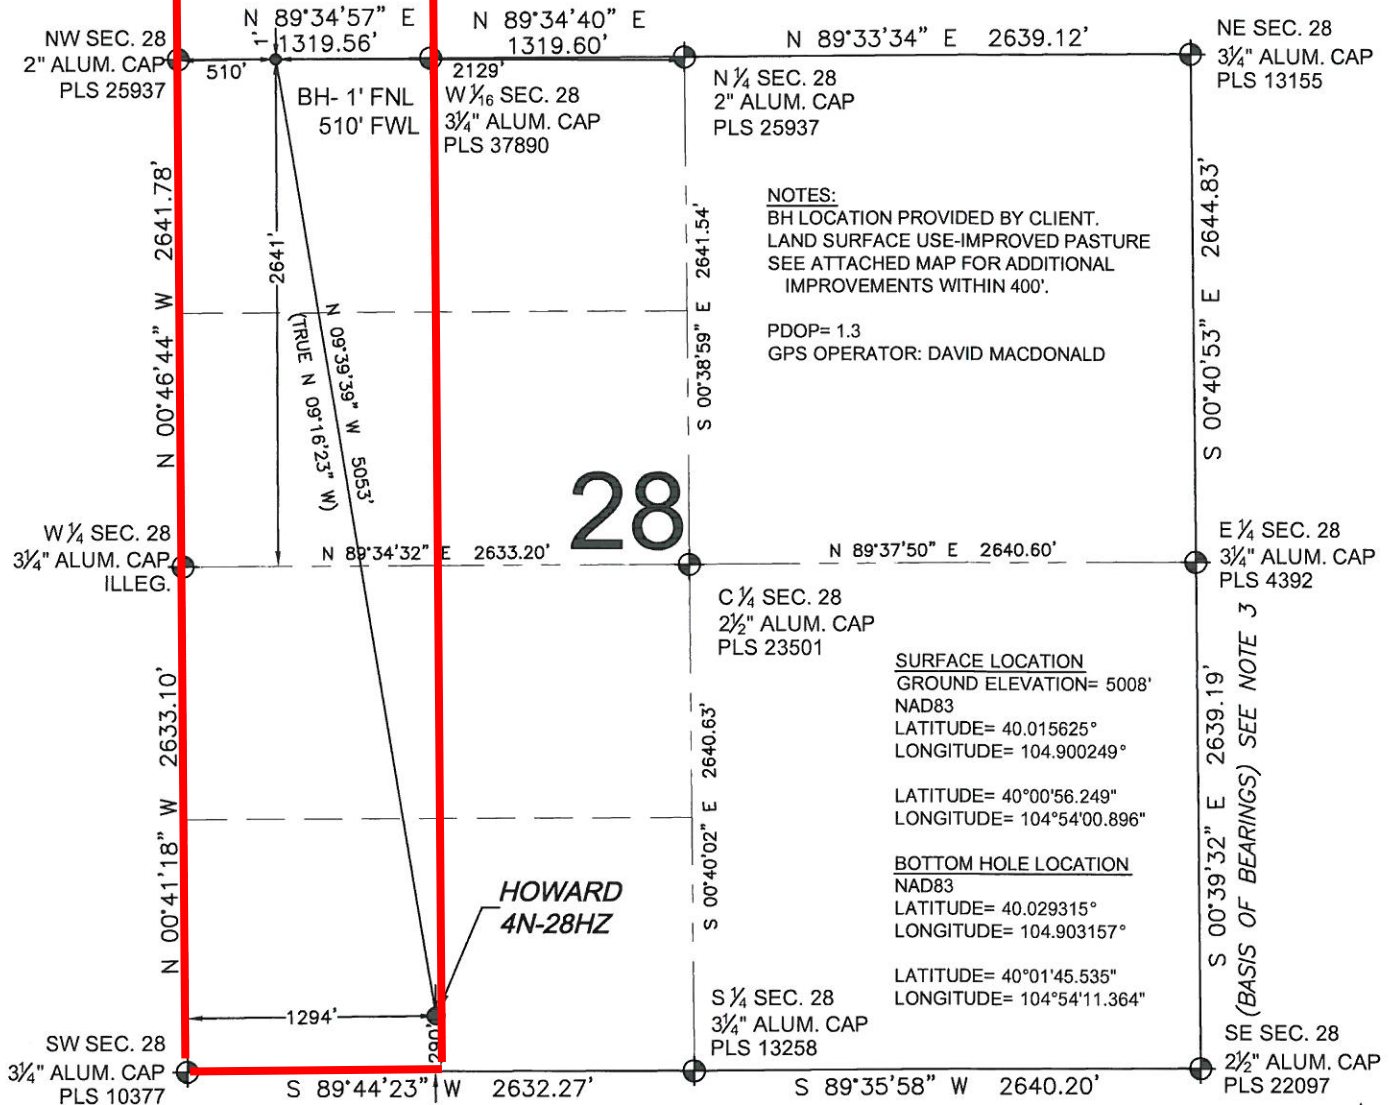 N 89°34'57" E
1319.56'
N 89°34'40" E
1319.60'
N 89°33'34" E 2639.12'
NW SEC. 28
2" ALUM. CAP
PLS 25937
1'
510'
2129'
BH- 1' FNL
510' FWL
W 1/16 SEC. 28
3¼" ALUM. CAP
PLS 37890
N ¼ SEC. 28
2" ALUM. CAP
PLS 25937
NE SEC. 28
3¼" ALUM. CAP
PLS 13155
N 00°46'44" W 2641.78'
2641'
N 09°39'39" W 5053'
(TRUE N 09°16'23" W)
S 00°38'59" E 2641.54'
NOTES:
BH LOCATION PROVIDED BY CLIENT.
LAND SURFACE USE-IMPROVED PASTURE
SEE ATTACHED MAP FOR ADDITIONAL
IMPROVEMENTS WITHIN 400'.
PDOP= 1.3
GPS OPERATOR: DAVID MACDONALD
S 00°40'53" E 2644.83'
28
W ¼ SEC. 28
3¼" ALUM. CAP
ILLEG.
N 89°34'32" E 2633.20'
N 89°37'50" E 2640.60'
E ¼ SEC. 28
3¼" ALUM. CAP
PLS 4392
C ¼ SEC. 28
2½" ALUM. CAP
PLS 23501
N 00°41'18" W 2633.10'
S 00°40'02" E 2640.63'
SURFACE LOCATION
GROUND ELEVATION= 5008'
NAD83
LATITUDE= 40.015625°
LONGITUDE= 104.900249°
LATITUDE= 40°00'56.249"
LONGITUDE= 104°54'00.896"
BOTTOM HOLE LOCATION
NAD83
LATITUDE= 40.029315°
LONGITUDE= 104.903157°
LATITUDE= 40°01'45.535"
LONGITUDE= 104°54'11.364"
S 00°39'32" E 2639.19'
(BASIS OF BEARINGS) SEE NOTE 3
HOWARD
4N-28HZ
1294'
290'
SW SEC. 28
3¼" ALUM. CAP
PLS 10377
S 89°44'23" W 2632.27'
S ¼ SEC. 28
3¼" ALUM. CAP
PLS 13258
S 89°35'58" W 2640.20'
SE SEC. 28
2½" ALUM. CAP
PLS 22097